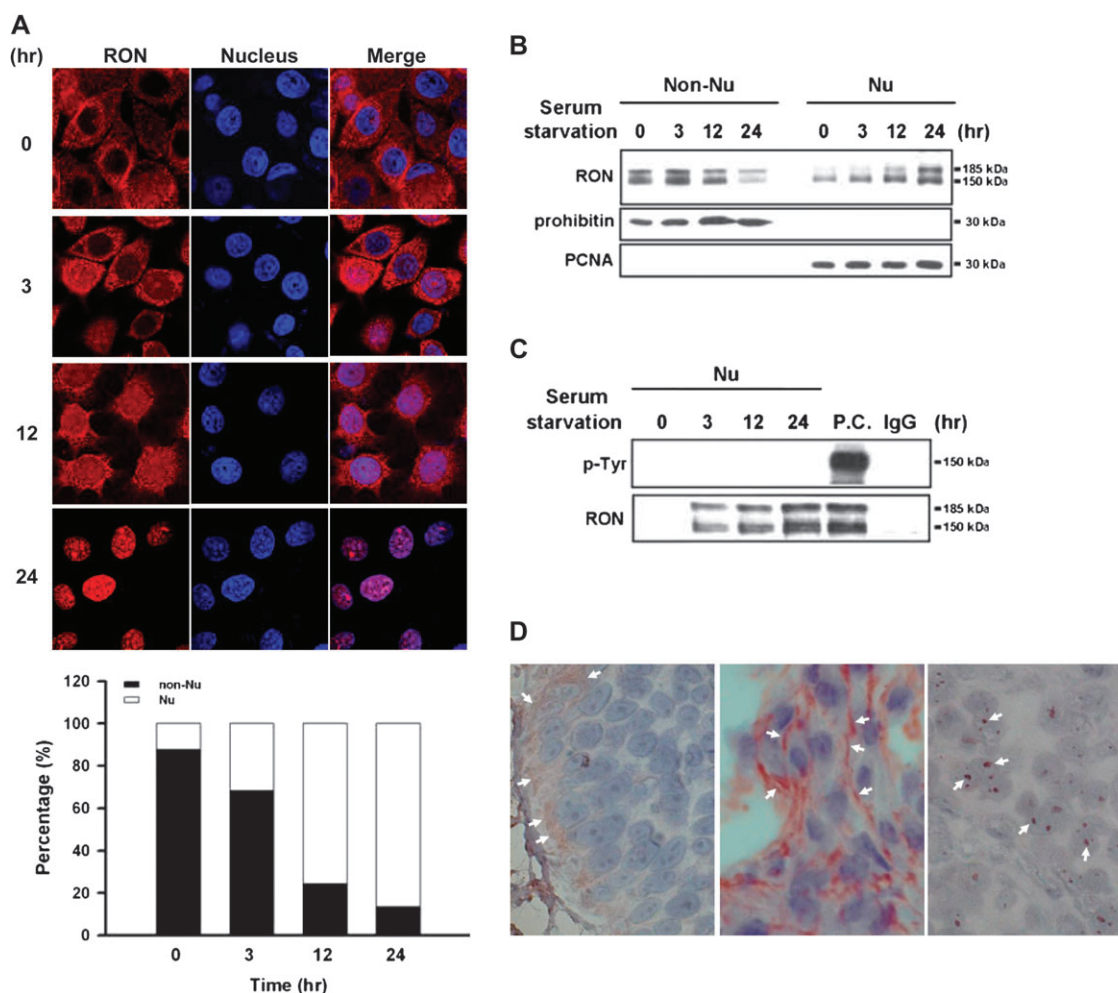 A
(hr) RON Nucleus Merge
0
3
12
24
120
100
80
60
40
20
0
Percentage (%)
non-Nu
Nu
0 3 12 24
Time (hr)
B
Non-Nu Nu
Serum
starvation 0 3 12 24 0 3 12 24 (hr)
RON 185 kDa
150 kDa
prohibitin 30 kDa
PCNA 30 kDa
C
Nu
Serum
starvation 0 3 12 24 P.C. IgG (hr)
p-Tyr 150 kDa
RON 185 kDa
150 kDa
D